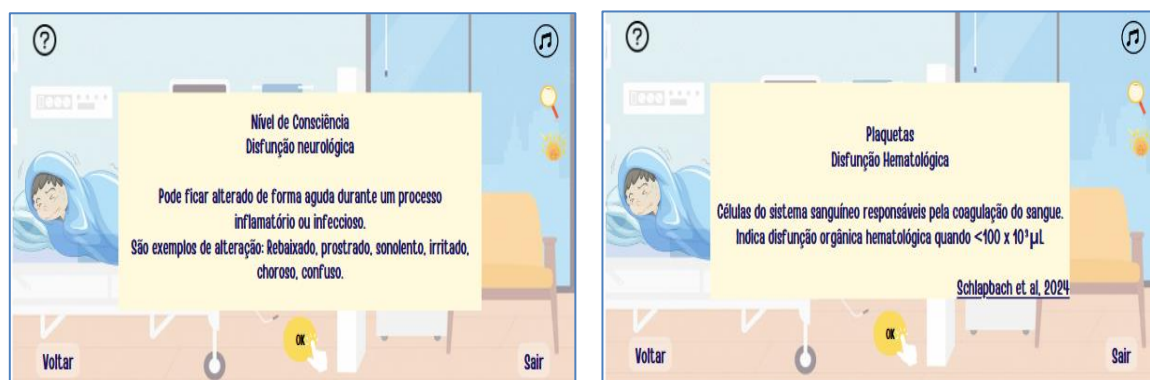 ?
Nível de Consciência
Disfunção neurológica
Pode ficar alterado de forma aguda durante um processo
inflamatório ou infeccioso.
São exemplos de alteração: Rebaixado, prostrado, sonolento, irritado,
choroso, confuso.
OK
Voltar
Sair
?
Plaquetas
Disfunção Hematológica
Células do sistema sanguíneo responsáveis pela coagulação do sangue.
Indica disfunção orgânica hematológica quando <100 x 10³ µL
Schlapbach et al, 2024
OK
Voltar
Sair